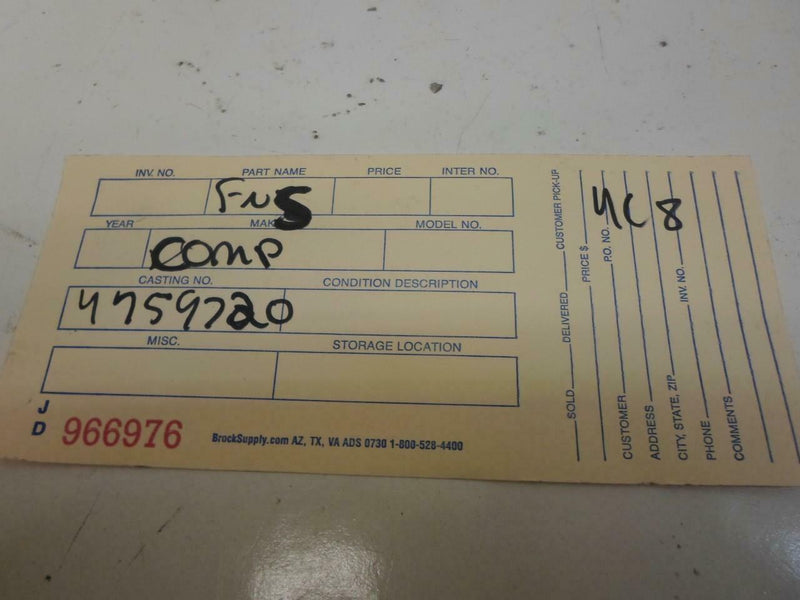 INV. NO. PART NAME PRICE INTER NO.
FNS
YEAR MAKE MODEL NO.
COMP
CASTING NO. CONDITION DESCRIPTION
4759720
MISC. STORAGE LOCATION
J
D
966976
BrockSupply.com AZ, TX, VA ADS 0730 1-800-528-4400
SOLD DELIVERED CUSTOMER PICK-UP
PRICE $
P.O. NO.
4C8
CUSTOMER
ADDRESS
CITY, STATE, ZIP INV. NO.
PHONE
COMMENTS